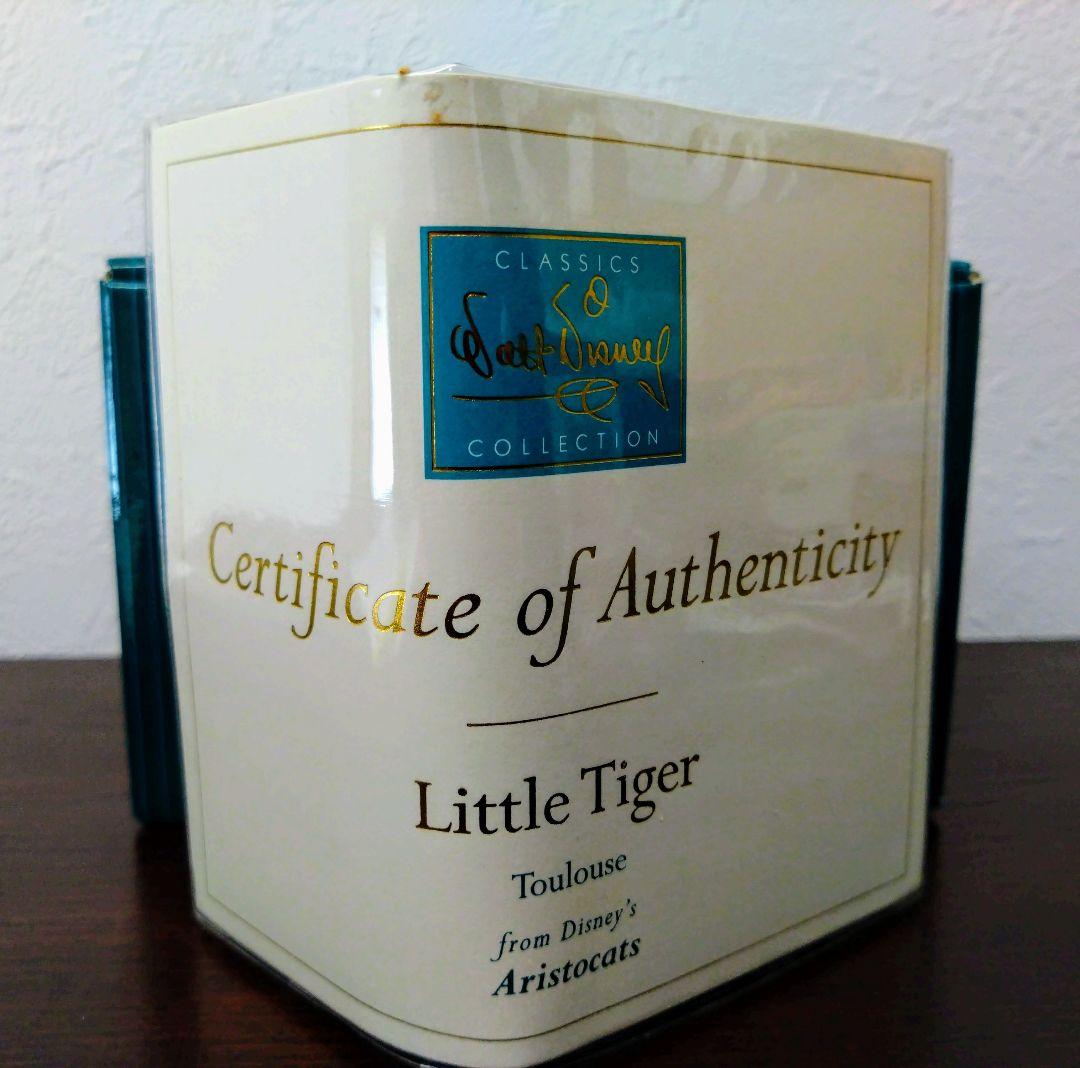 CLASSICS
Walt Disney
COLLECTION
Certificate of Authenticity
Little Tiger
Toulouse
from Disney's
Aristocats